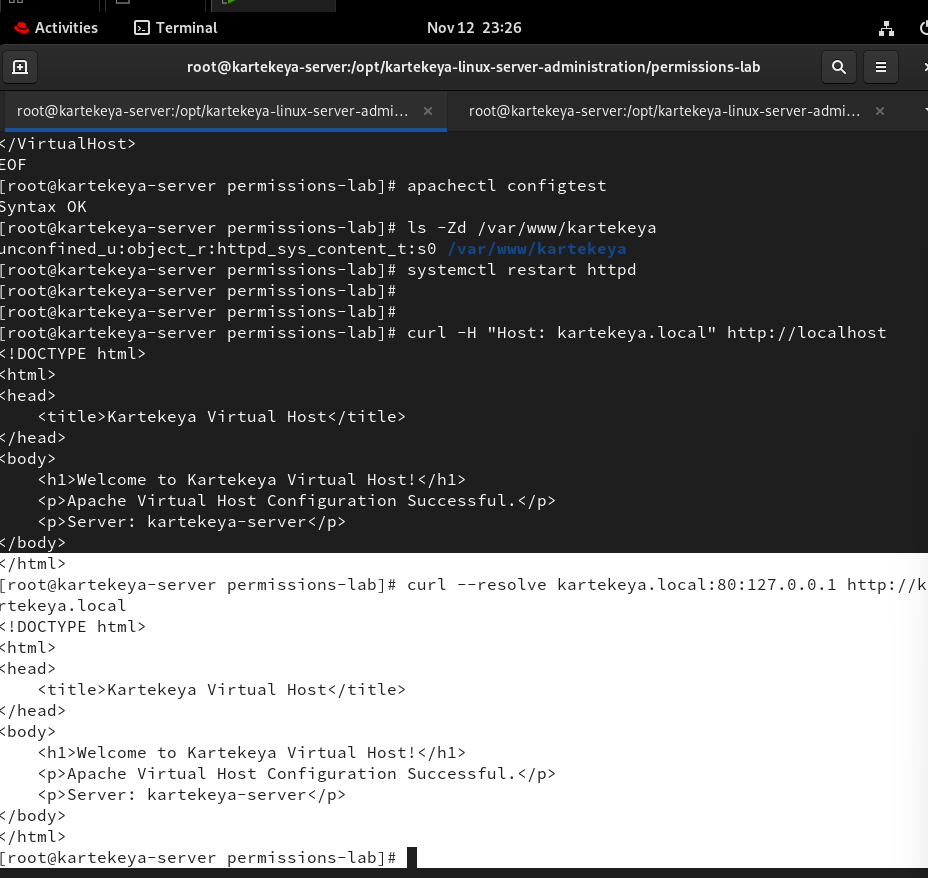 Activities Terminal Nov 12 23:26
root@kartekeya-server:/opt/kartekeya-linux-server-administration/permissions-lab
root@kartekeya-server:/opt/kartekeya-linux-server-admi... × root@kartekeya-server:/opt/kartekeya-linux-server-admi... ×
</VirtualHost>
EOF
[root@kartekeya-server permissions-lab]# apachectl configtest
Syntax OK
[root@kartekeya-server permissions-lab]# ls -Zd /var/www/kartekeya
unconfined_u:object_r:httpd_sys_content_t:s0 /var/www/kartekeya
[root@kartekeya-server permissions-lab]# systemctl restart httpd
[root@kartekeya-server permissions-lab]#
[root@kartekeya-server permissions-lab]#
[root@kartekeya-server permissions-lab]# curl -H "Host: kartekeya.local" http://localhost
<!DOCTYPE html>
<html>
<head>
    <title>Kartekeya Virtual Host</title>
</head>
<body>
    <h1>Welcome to Kartekeya Virtual Host!</h1>
    <p>Apache Virtual Host Configuration Successful.</p>
    <p>Server: kartekeya-server</p>
</body>
</html>
[root@kartekeya-server permissions-lab]# curl --resolve kartekeya.local:80:127.0.0.1 http://k
rtekeya.local
<!DOCTYPE html>
<html>
<head>
    <title>Kartekeya Virtual Host</title>
</head>
<body>
    <h1>Welcome to Kartekeya Virtual Host!</h1>
    <p>Apache Virtual Host Configuration Successful.</p>
    <p>Server: kartekeya-server</p>
</body>
</html>
[root@kartekeya-server permissions-lab]#